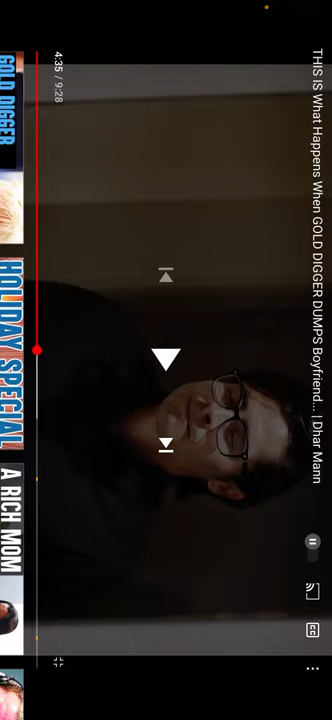 THIS IS What Happens When GOLD DIGGER DUMPS Boyfriend... | Dhar Mann
CC
4:35 / 9:28
GOLD DIGGER
HOLIDAY SPECIAL
A RICH MOM